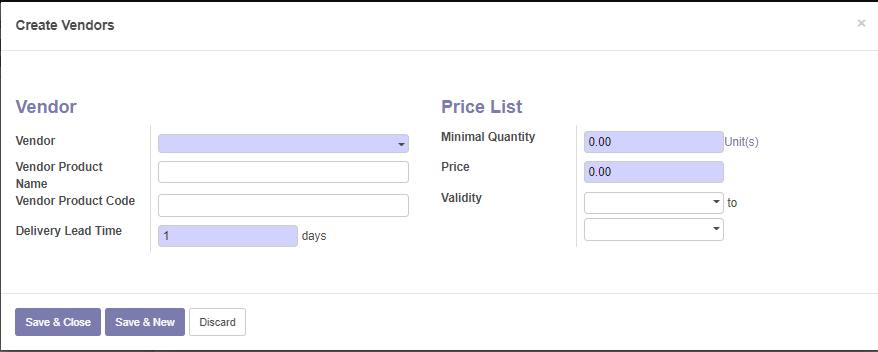 Create Vendors ×
Vendor
Vendor
Vendor Product
Name
Vendor Product Code
Delivery Lead Time 1 days
Price List
Minimal Quantity 0.00 Unit(s)
Price 0.00
Validity to
Save & Close Save & New Discard